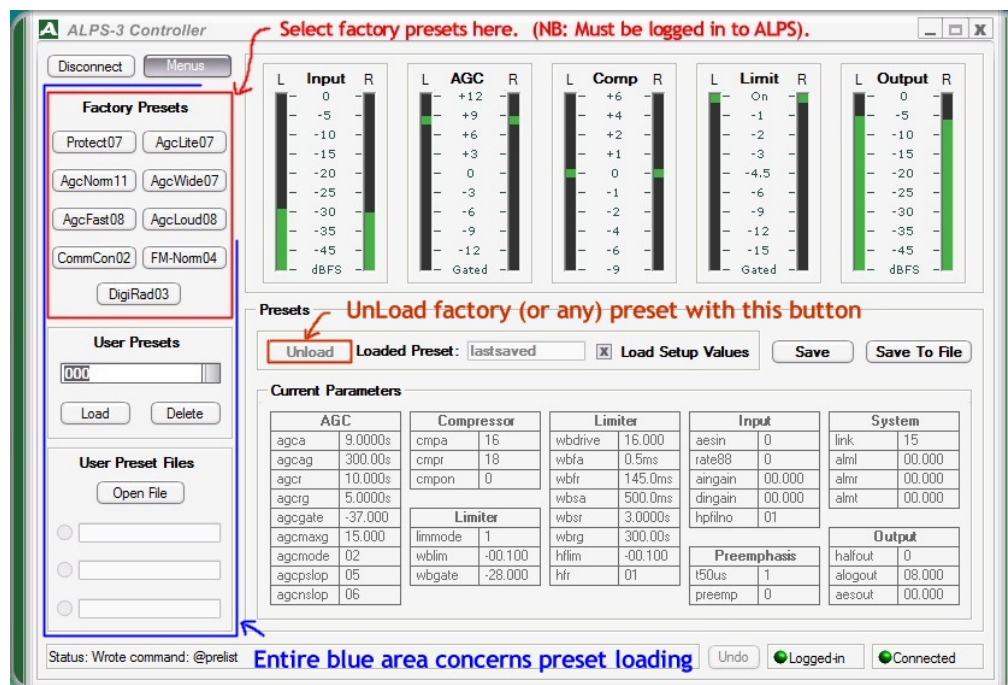 ALPS-3 Controller
Select factory presets here. (NB: Must be logged in to ALPS).
Disconnect
Menus
Factory Presets
Protect07 AgcLite07
AgcNorm11 AgcWide07
AgcFast08 AgcLoud08
CommCon02 FM-Norm04
DigiRad03
User Presets
000
Load Delete
User Preset Files
Open File
L Input R
0
-5
-10
-15
-20
-25
-30
-35
-45
dBFS
L AGC R
+12
+9
+6
+3
0
-3
-6
-9
-12
Gated
L Comp R
+6
+4
+2
+1
0
-1
-2
-4
-6
-9
L Limit R
On
-1
-2
-3
-4.5
-6
-9
-12
-15
Gated
L Output R
0
-5
-10
-15
-20
-25
-30
-35
-45
dBFS
Presets
UnLoad factory (or any) preset with this button
Unload Loaded Preset: lastsaved X Load Setup Values Save Save To File
Current Parameters
AGC
agca 9.0000s
agcag 300.00s
agcr 10.000s
agcrg 5.0000s
agcgate -37.000
agcmaxg 15.000
agcmode 02
agcpslop 05
agcnslop 06
Compressor
cmpa 16
cmpr 18
cmpon 0
Limiter
limmode 1
wblim -00.100
wbgate -28.000
Limiter
wbdrive 16.000
wbfa 0.5ms
wbfr 145.0ms
wbsa 500.0ms
wbsr 3.0000s
wbrg 300.00s
hflim -00.100
hfr 01
Input
aesin 0
rate88 0
aingain 00.000
dingain 00.000
hpfilno 01
Preemphasis
t50us 1
preemp 0
System
link 15
alml 00.000
almr 00.000
almt 00.000
Output
halfout 0
alogout 08.000
aesout 00.000
Status: Wrote command: @prelist
Entire blue area concerns preset loading
Undo
Logged-in
Connected